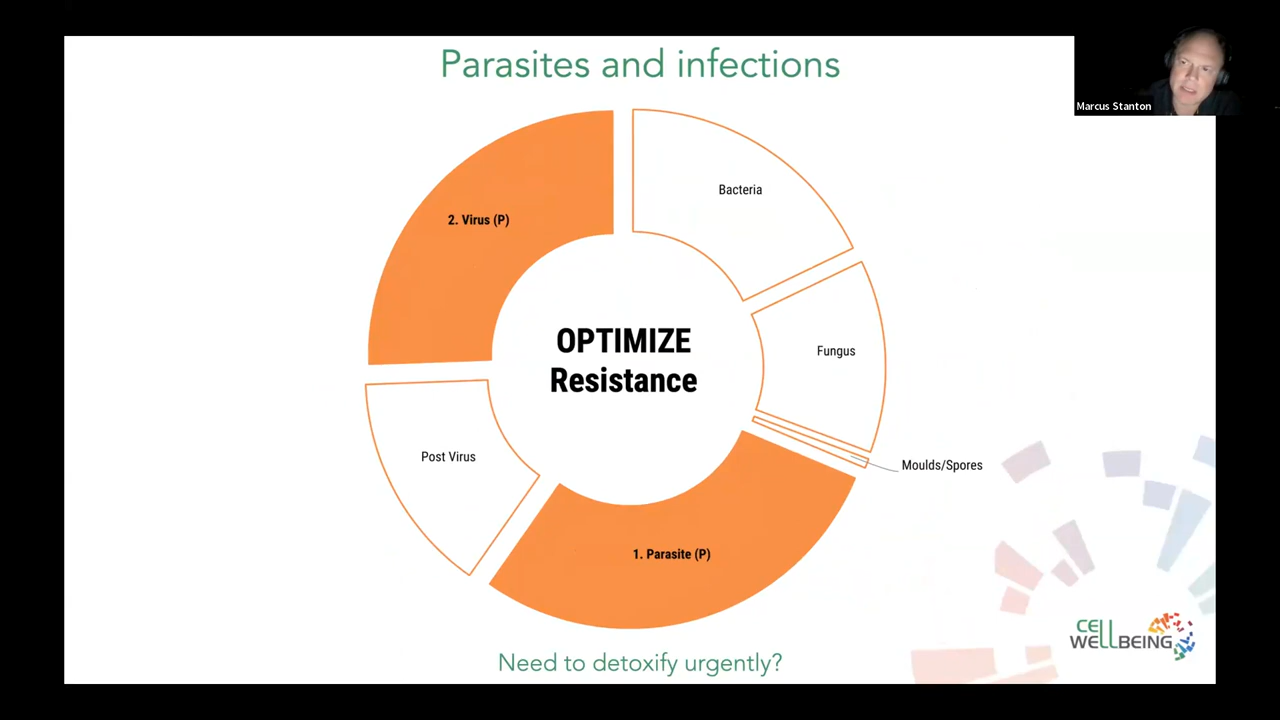 Parasites and infections
Marcus Stanton
2. Virus (P)
Bacteria
OPTIMIZE
Resistance
Fungus
Post Virus
Moulds/Spores
1. Parasite (P)
CELL
WELLBEING
Need to detoxify urgently?